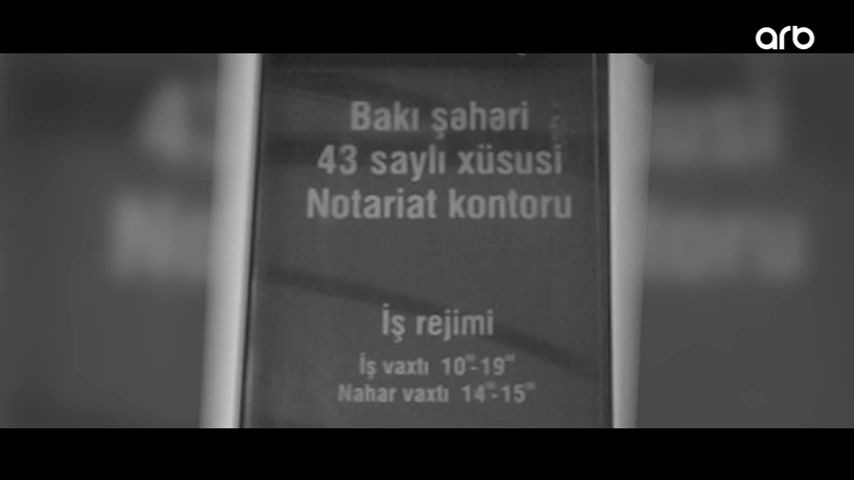 arb
Bakı şəhəri
43 saylı xüsusi
Notariat kontoru
İş rejimi
İş vaxtı 10⁰⁰-19⁰⁰
Nahar vaxtı 14⁰⁰-15⁰⁰